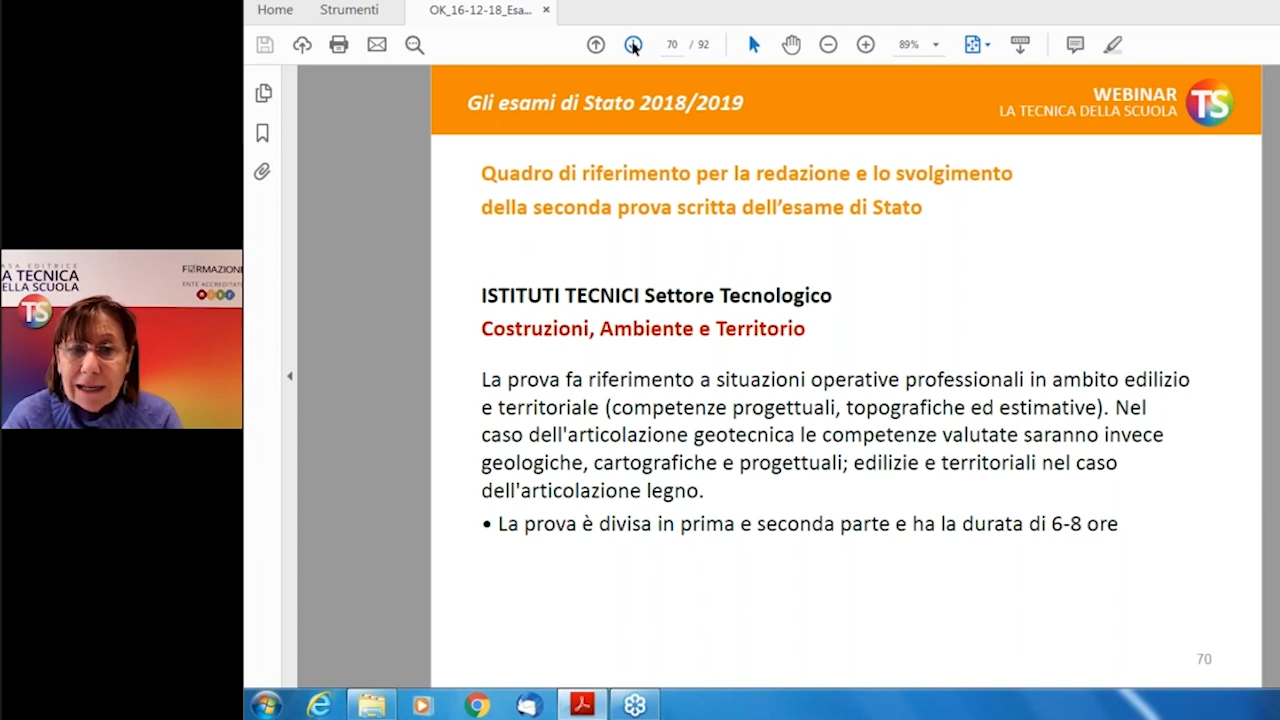 Home
Strumenti
OK_16-12-18_Esa...
70 / 92
89%
Gli esami di Stato 2018/2019
WEBINAR
LA TECNICA DELLA SCUOLA
TS
Quadro di riferimento per la redazione e lo svolgimento
della seconda prova scritta dell'esame di Stato
ISTITUTI TECNICI Settore Tecnologico
Costruzioni, Ambiente e Territorio
La prova fa riferimento a situazioni operative professionali in ambito edilizio
e territoriale (competenze progettuali, topografiche ed estimative). Nel
caso dell'articolazione geotecnica le competenze valutate saranno invece
geologiche, cartografiche e progettuali; edilizie e territoriali nel caso
dell'articolazione legno.
• La prova è divisa in prima e seconda parte e ha la durata di 6-8 ore
70
ASA EDITRICE
A TECNICA
ELLA SCUOLA
TS
FORMAZIONE
ENTE ACCREDITAT